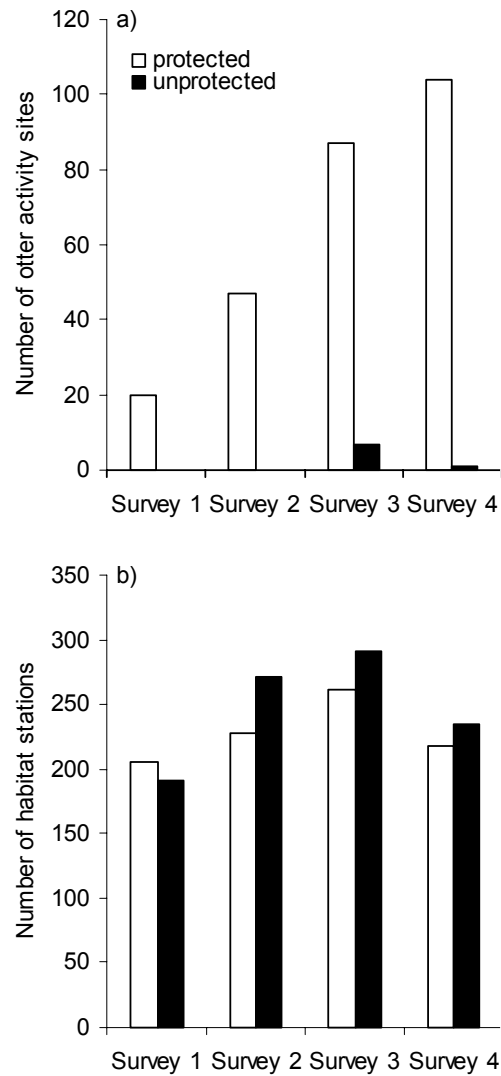 a)
protected
unprotected
120
100
80
60
40
20
0
Number of otter activity sites
Survey 1 Survey 2 Survey 3 Survey 4
b)
350
300
250
200
150
100
50
0
Number of habitat stations
Survey 1 Survey 2 Survey 3 Survey 4